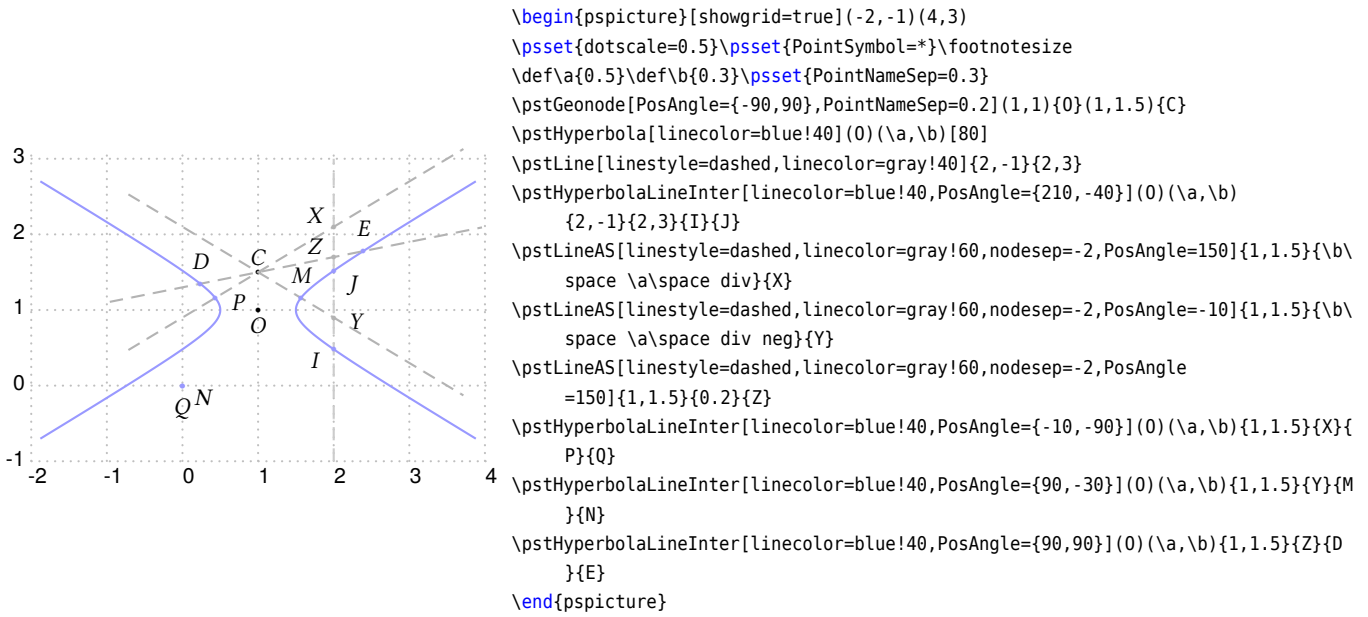 3
2
1
0
-1
-2 -1 0 1 2 3 4
X
E
Z
D
C
M
J
P
O
Y
I
N
Q
\begin{pspicture}[showgrid=true](-2,-1)(4,3)
\psset{dotscale=0.5}\psset{PointSymbol=*}\footnotesize
\def\a{0.5}\def\b{0.3}\psset{PointNameSep=0.3}
\pstGeonode[PosAngle={-90,90},PointNameSep=0.2](1,1){O}(1,1.5){C}
\pstHyperbola[linecolor=blue!40](O)(\a,\b)[80]
\pstLine[linestyle=dashed,linecolor=gray!40]{2,-1}{2,3}
\pstHyperbolaLineInter[linecolor=blue!40,PosAngle={210,-40}](O)(\a,\b)
{2,-1}{2,3}{I}{J}
\pstLineAS[linestyle=dashed,linecolor=gray!60,nodesep=-2,PosAngle=150]{1,1.5}{\b\
space \a\space div}{X}
\pstLineAS[linestyle=dashed,linecolor=gray!60,nodesep=-2,PosAngle=-10]{1,1.5}{\b\
space \a\space div neg}{Y}
\pstLineAS[linestyle=dashed,linecolor=gray!60,nodesep=-2,PosAngle
=150]{1,1.5}{0.2}{Z}
\pstHyperbolaLineInter[linecolor=blue!40,PosAngle={-10,-90}](O)(\a,\b){1,1.5}{X}{
P}{Q}
\pstHyperbolaLineInter[linecolor=blue!40,PosAngle={90,-30}](O)(\a,\b){1,1.5}{Y}{M
}{N}
\pstHyperbolaLineInter[linecolor=blue!40,PosAngle={90,90}](O)(\a,\b){1,1.5}{Z}{D
}{E}
\end{pspicture}